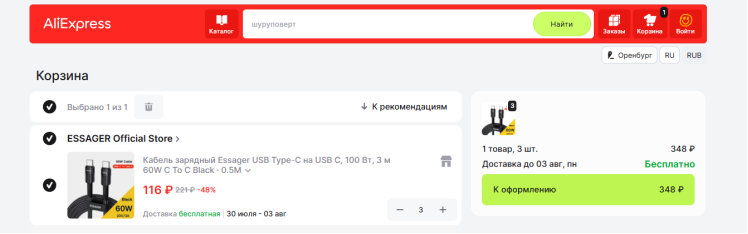 AliExpress
Каталог
шуруповерт
Найти
1
Заказы
Корзина
Войти
Оренбург
RU
RUB
Корзина
Выбрано 1 из 1
↓ К рекомендациям
ESSAGER Official Store >
Кабель зарядный Essager USB Type-C на USB C, 100 Вт, 3 м
60W C To C Black · 0.5M
116 ₽ 221 ₽ -48%
Доставка бесплатная 30 июля - 03 авг
− 3 +
Black
60W
3
60W
1 товар, 3 шт. 348 ₽
Доставка до 03 авг, пн Бесплатно
К оформлению 348 ₽